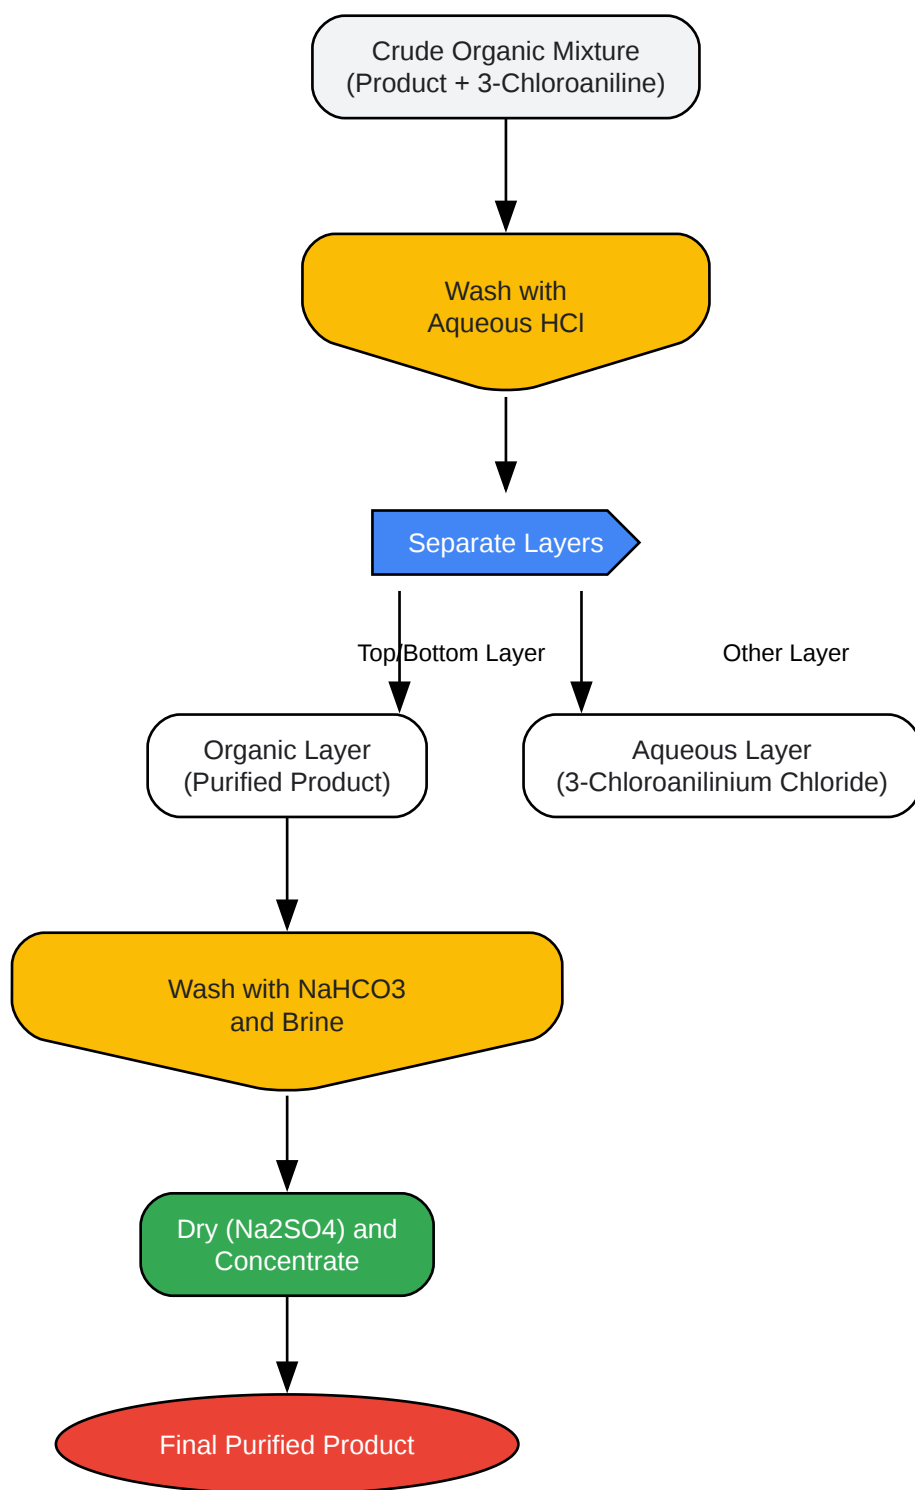 Crude Organic Mixture
(Product + 3-Chloroaniline)
Wash with
Aqueous HCl
Separate Layers
Top/Bottom Layer
Other Layer
Organic Layer
(Purified Product)
Aqueous Layer
(3-Chloroanilinium Chloride)
Wash with NaHCO3
and Brine
Dry (Na2SO4) and
Concentrate
Final Purified Product